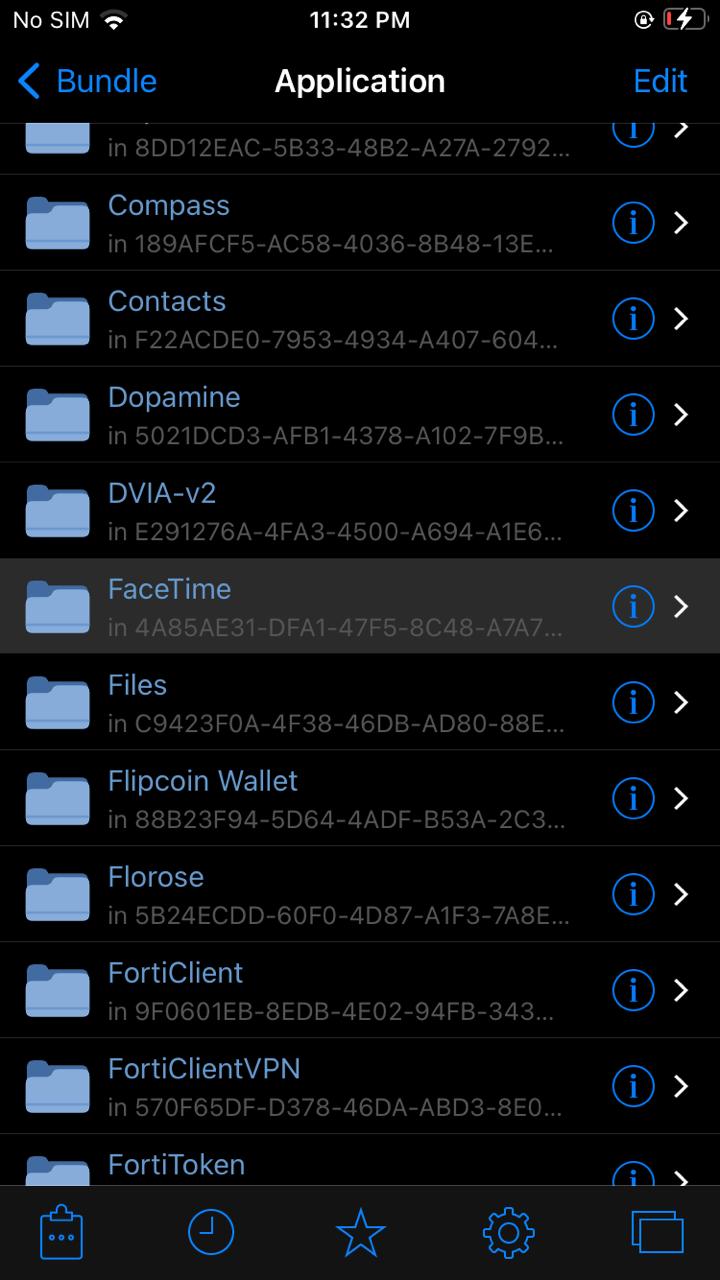 No SIM 11:32 PM
Bundle Application Edit
in 8DD12EAC-5B33-48B2-A27A-2792...
Compass
in 189AFCF5-AC58-4036-8B48-13E...
Contacts
in F22ACDE0-7953-4934-A407-604...
Dopamine
in 5021DCD3-AFB1-4378-A102-7F9B...
DVIA-v2
in E291276A-4FA3-4500-A694-A1E6...
FaceTime
in 4A85AE31-DFA1-47F5-8C48-A7A7...
Files
in C9423F0A-4F38-46DB-AD80-88E...
Flipcoin Wallet
in 88B23F94-5D64-4ADF-B53A-2C3...
Florose
in 5B24ECDD-60F0-4D87-A1F3-7A8E...
FortiClient
in 9F0601EB-8EDB-4E02-94FB-343...
FortiClientVPN
in 570F65DF-D378-46DA-ABD3-8E0...
FortiToken